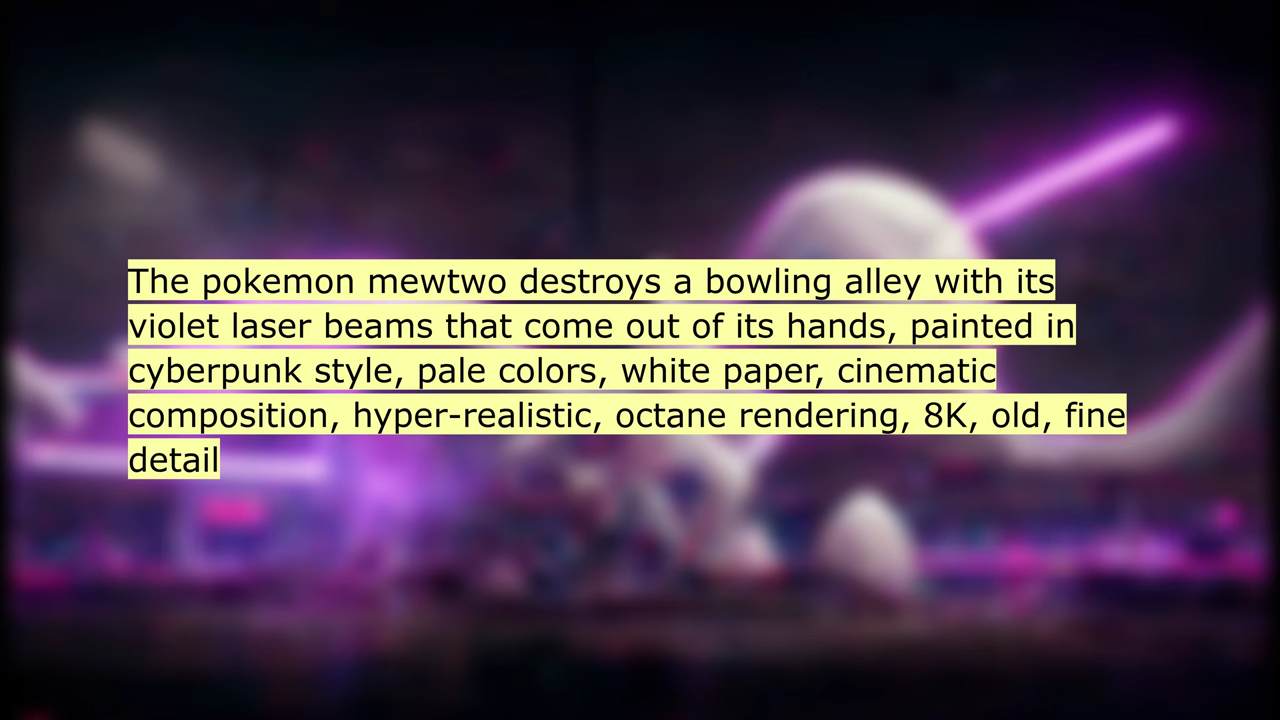 The pokemon mewtwo destroys a bowling alley with its
violet laser beams that come out of its hands, painted in
cyberpunk style, pale colors, white paper, cinematic
composition, hyper-realistic, octane rendering, 8K, old, fine
detail